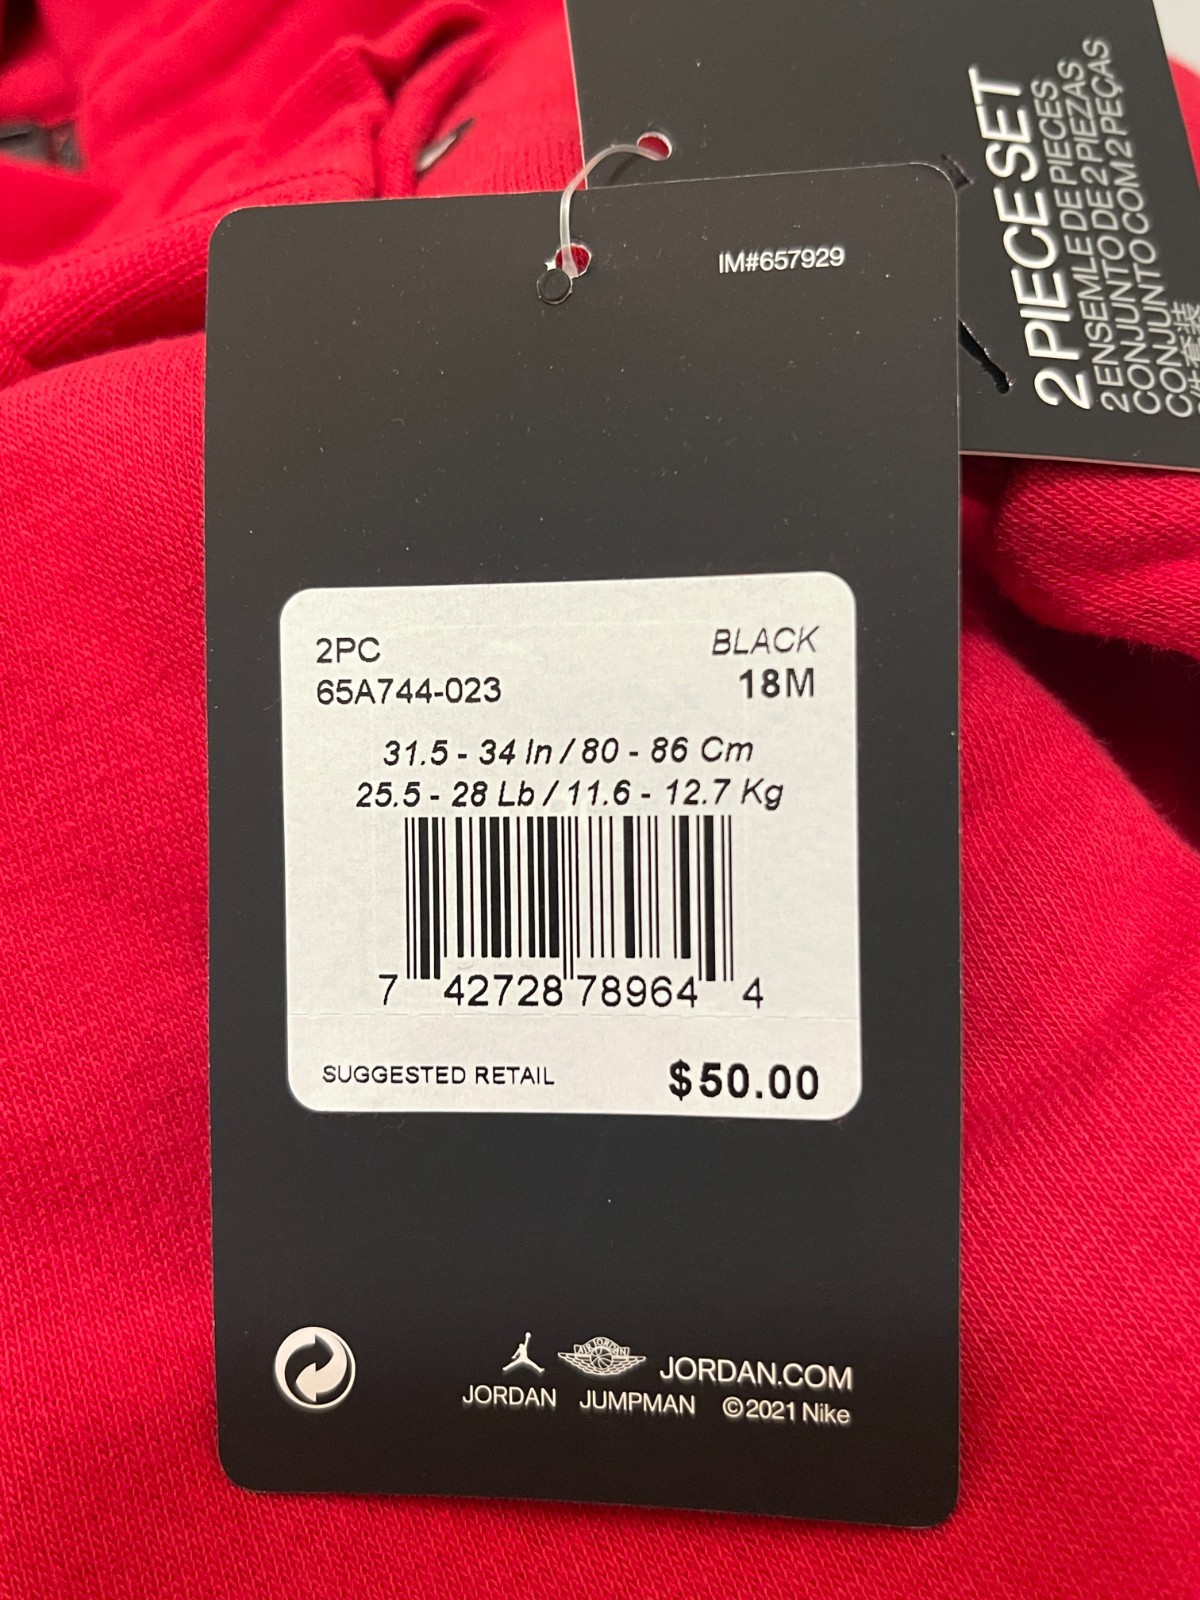 2 PIECE SET
2 ENSEMLE DE PIECES
CONJUNTO DE 2 PIEZAS
CONJUNTO COM 2 PEÇAS
IM#657929
2PC
BLACK
65A744-023
18M
31.5 - 34 In / 80 - 86 Cm
25.5 - 28 Lb / 11.6 - 12.7 Kg
7 42728 78964 4
SUGGESTED RETAIL
$50.00
AIR JORDAN
JORDAN.COM
JORDAN JUMPMAN ©2021 Nike